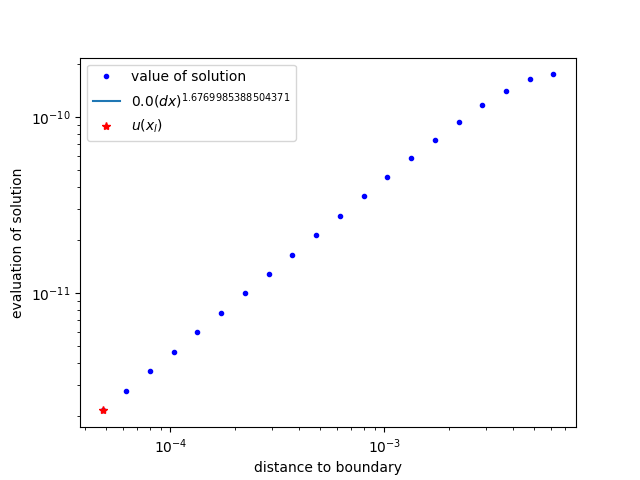 value of solution
0.0(dx)^1.6769985388504371
u(x_l)
10^-10
10^-11
evaluation of solution
10^-4
10^-3
distance to boundary